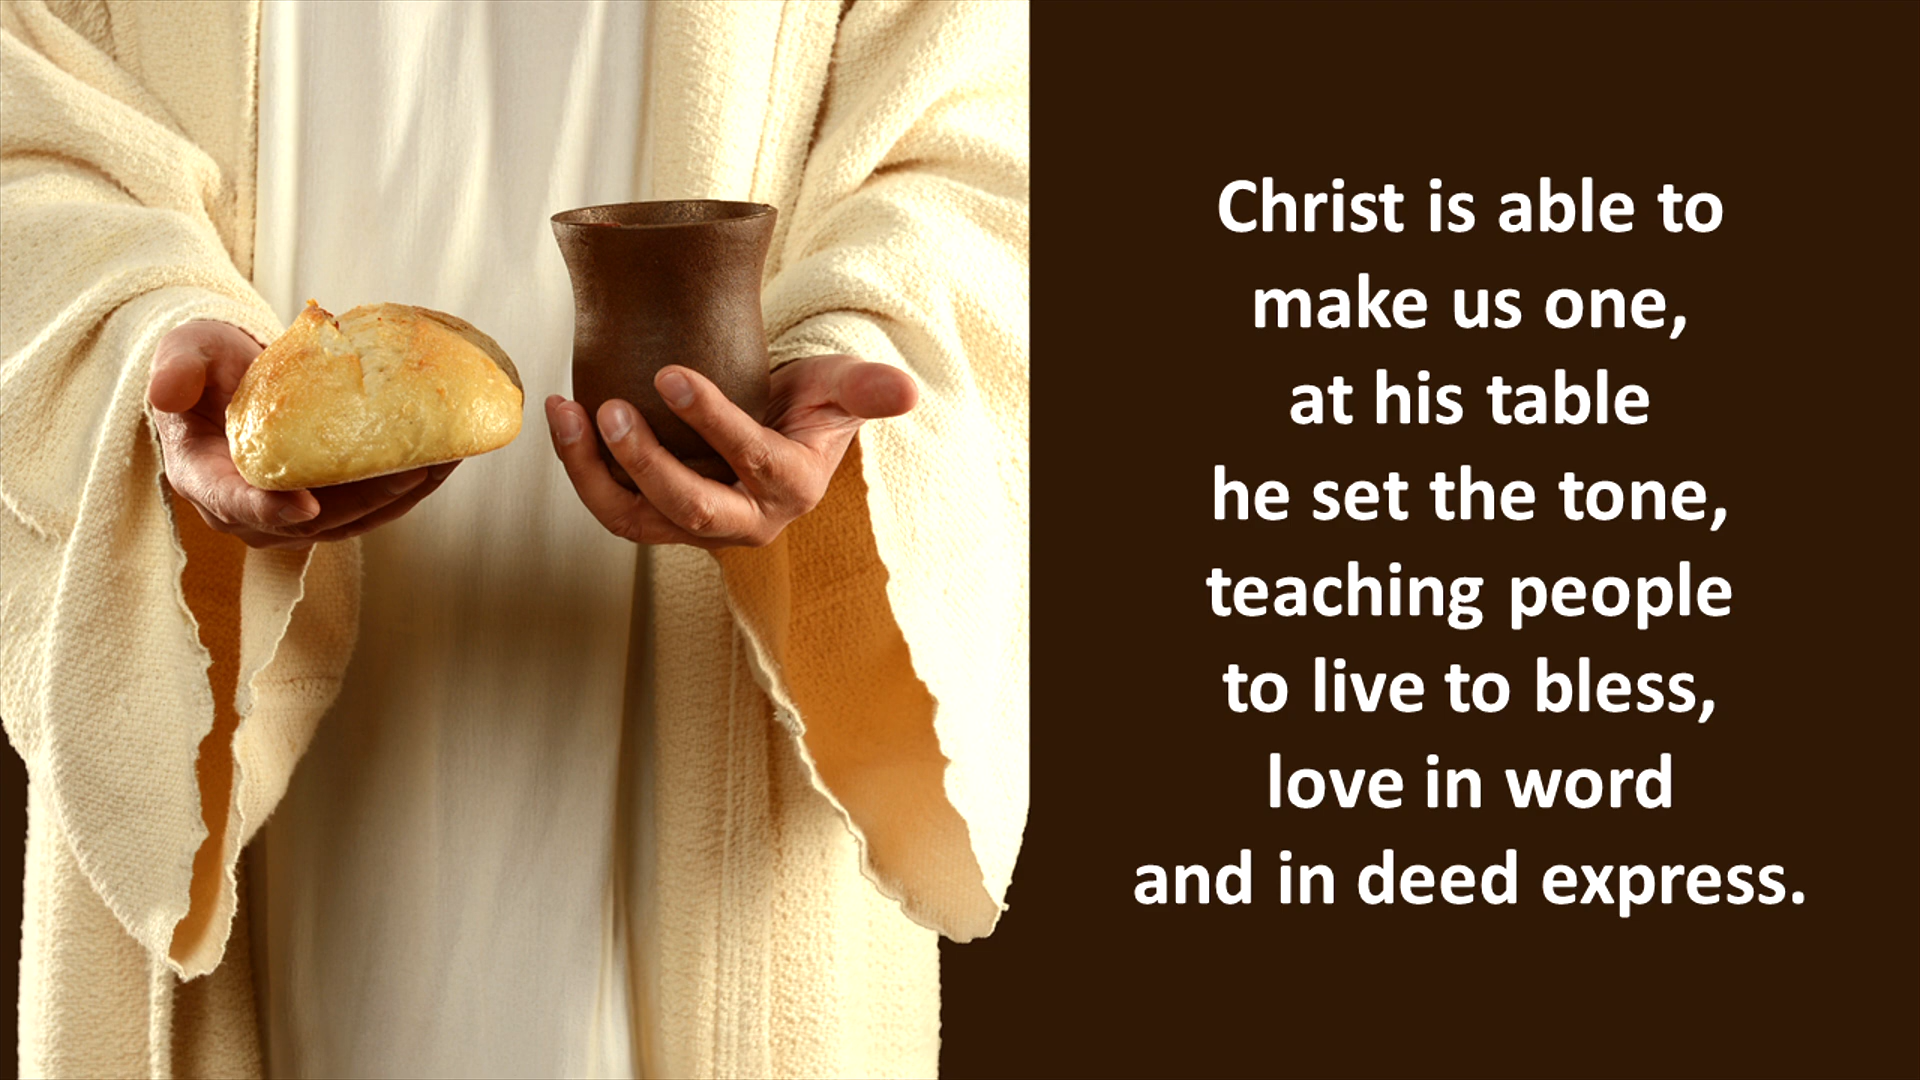 Christ is able to
make us one,
at his table
he set the tone,
teaching people
to live to bless,
love in word
and in deed express.